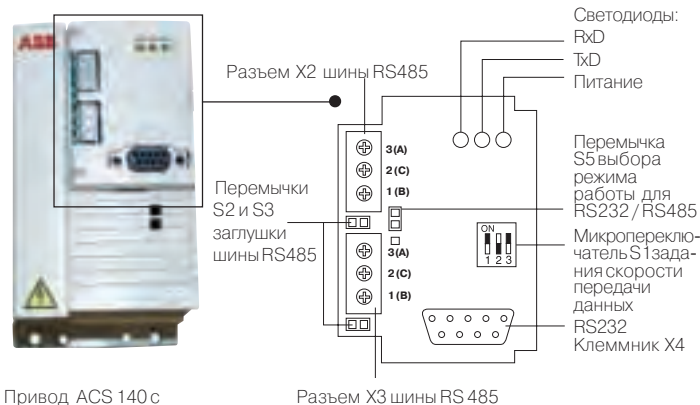 ABB
Разъем X2 шины RS485
Светодиоды:
RxD
TxD
Питание
3(A)
2(C)
1(B)
Перемычка
S5 выбора
режима
работы для
RS232 / RS485
Перемычки
S2 и S3
заглушки
шины RS485
3(A)
2(C)
1(B)
ON
1 2 3
Микропереклю-
чатель S1 зада-
ния скорости
передачи
данных
RS232
Клеммник X4
Привод ACS 140 с
Разъем X3 шины RS 485